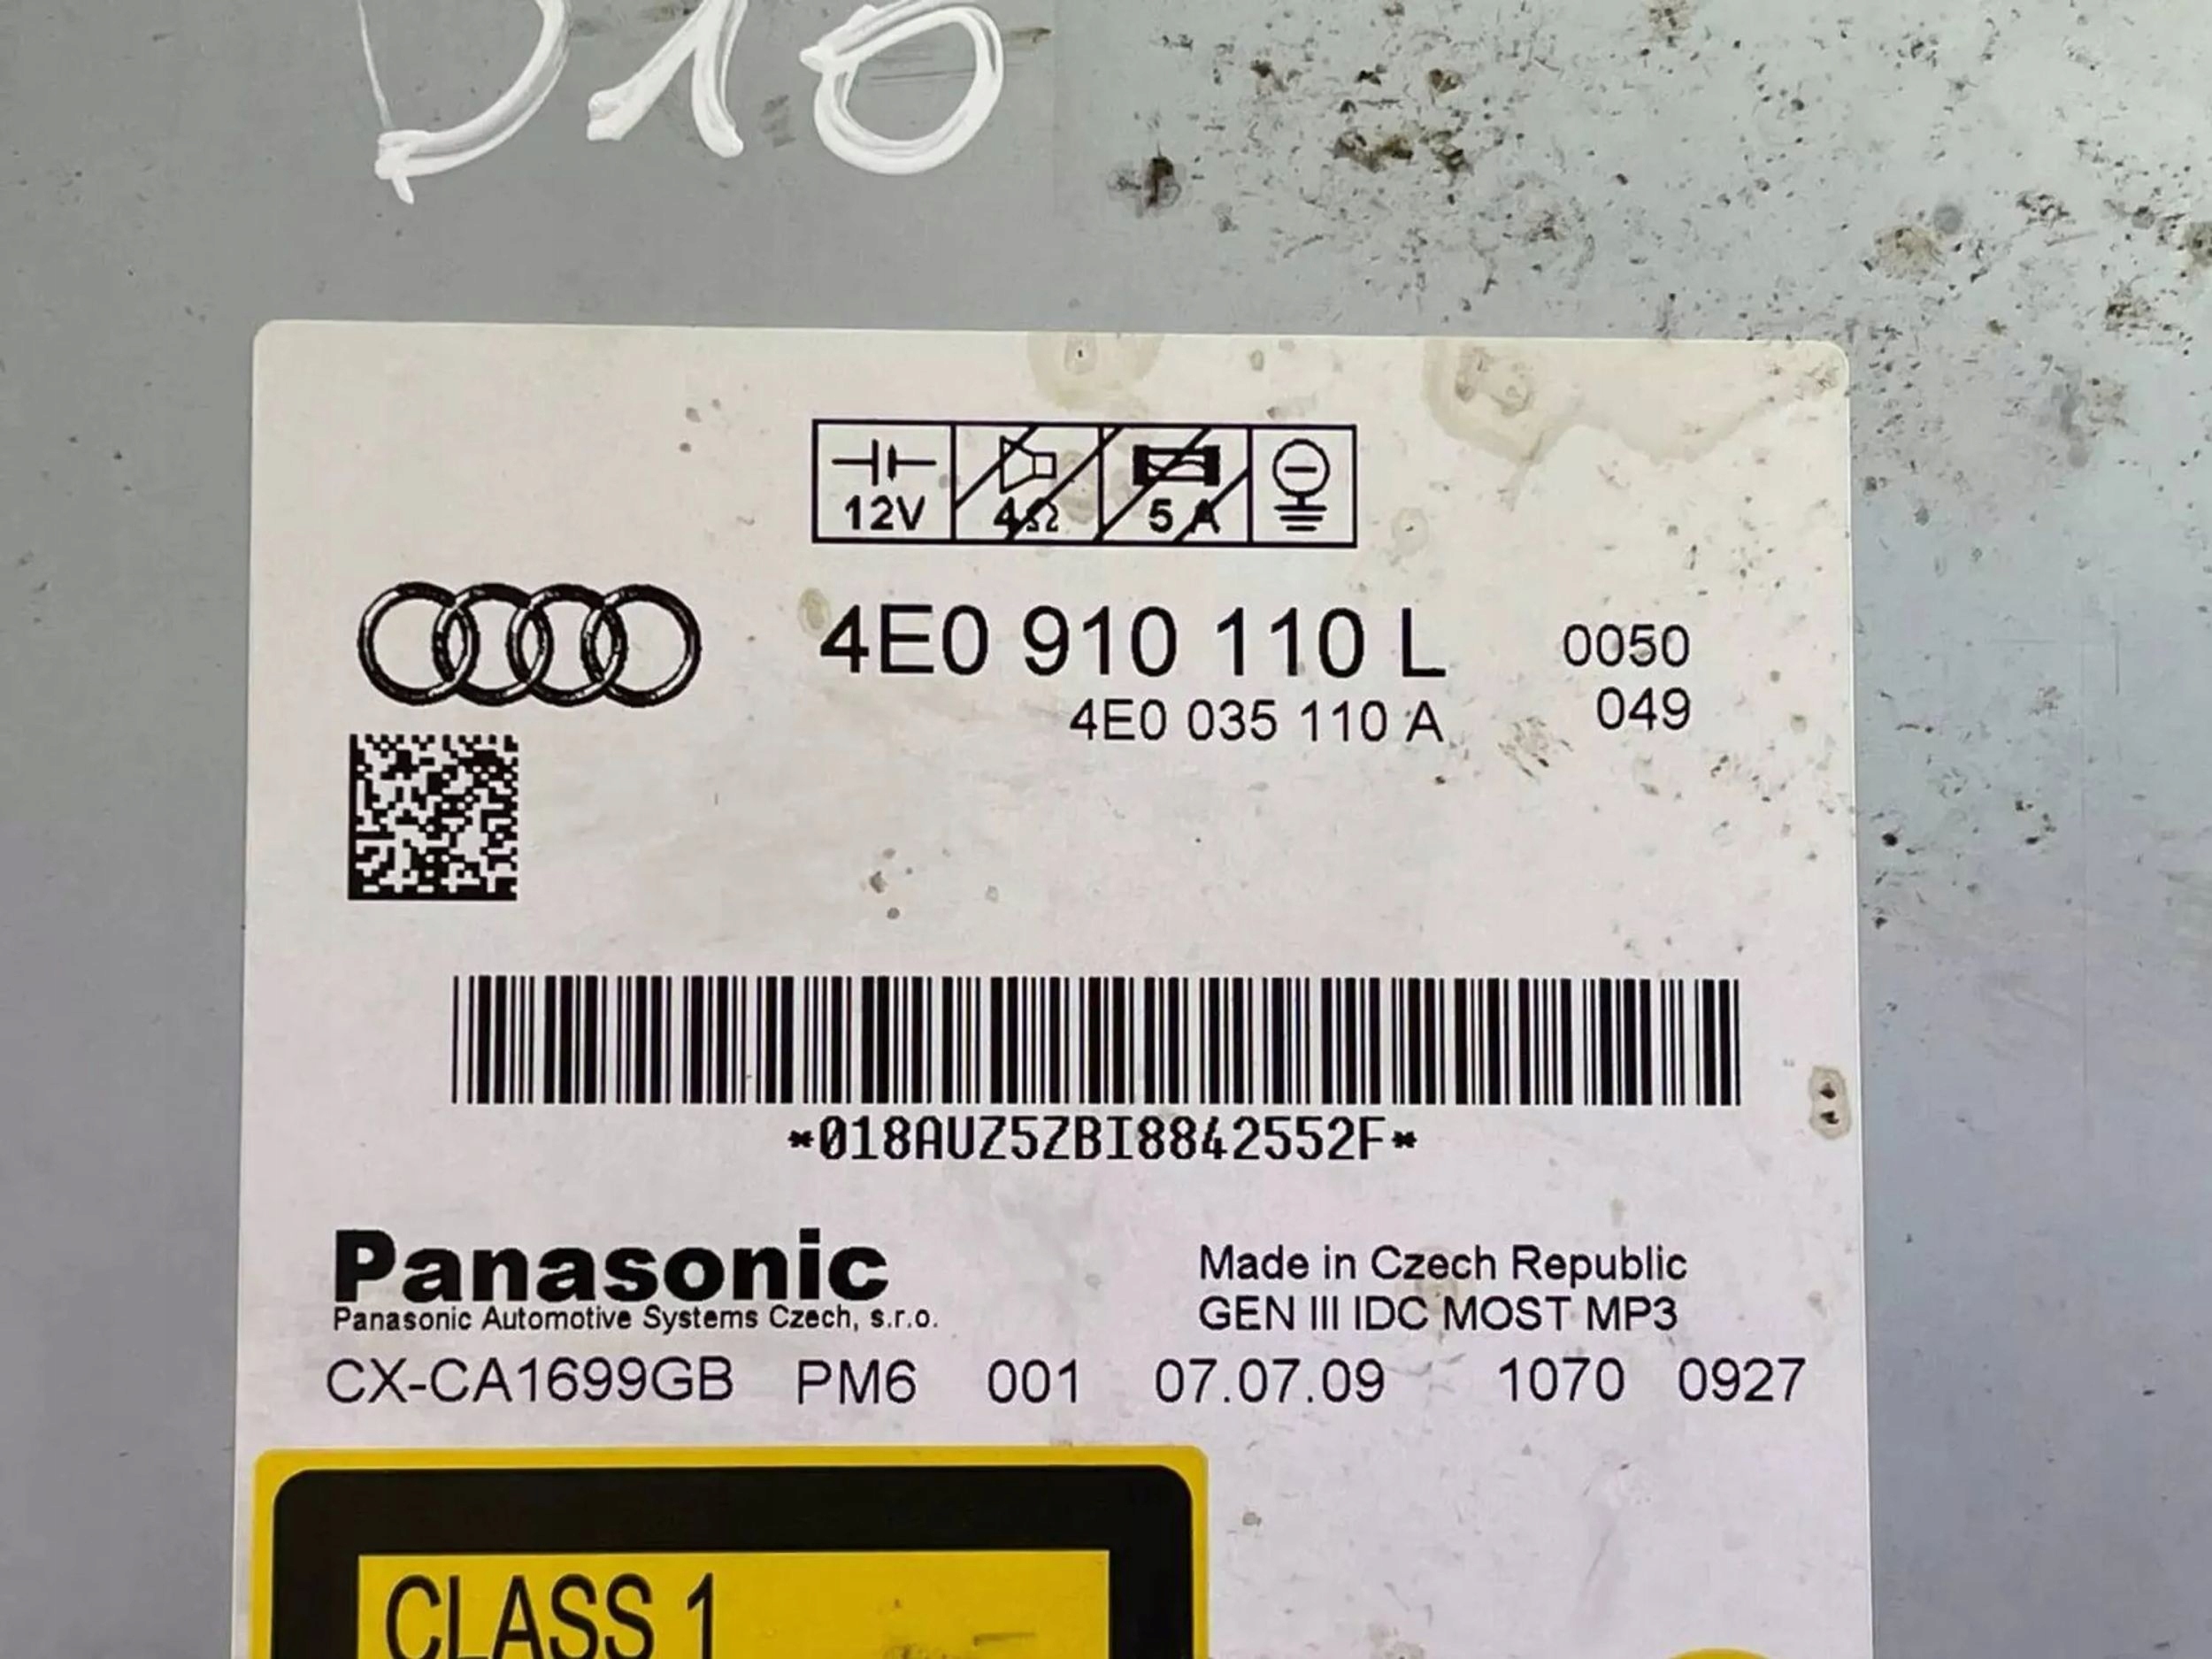 D10
12V 4Ω 5 A
4E0 910 110 L 0050
4E0 035 110 A 049
*018AUZ5ZBI8842552F*
Panasonic
Panasonic Automotive Systems Czech, s.r.o.
Made in Czech Republic
GEN III IDC MOST MP3
CX-CA1699GB PM6 001 07.07.09 1070 0927
CLASS 1